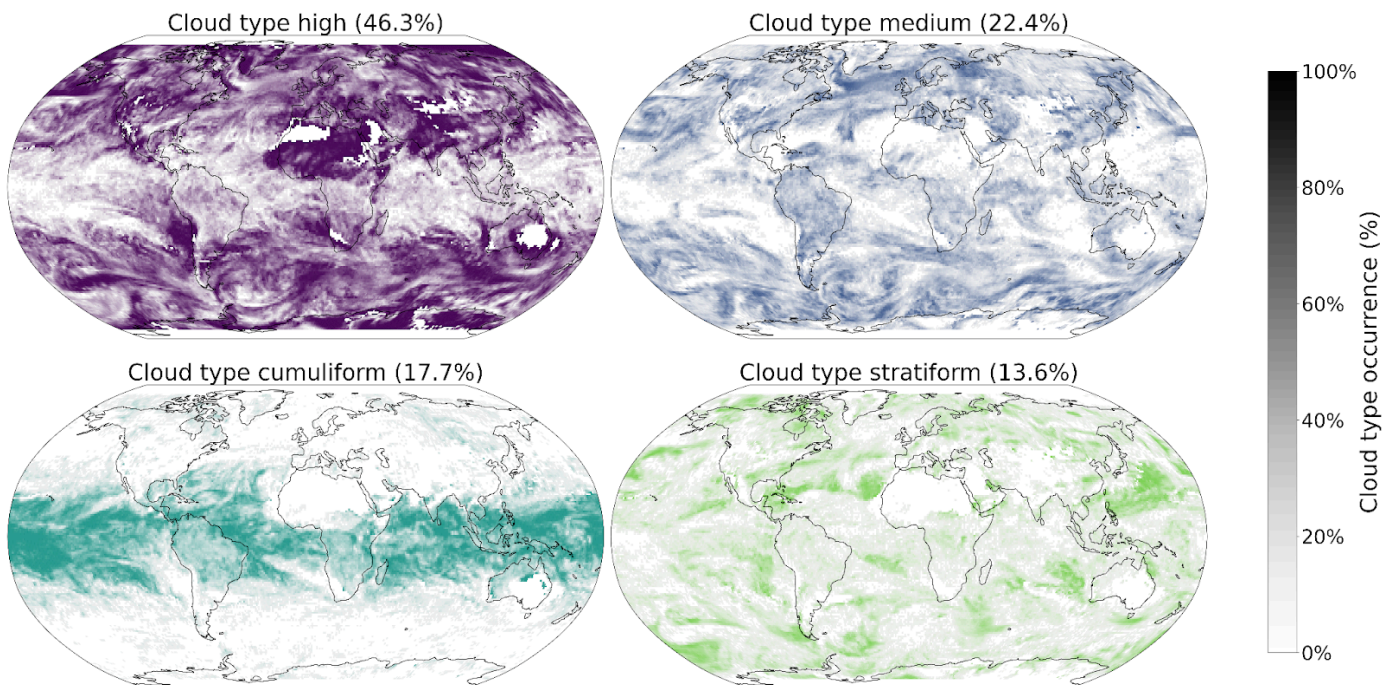 Cloud type high (46.3%)
Cloud type medium (22.4%)
Cloud type cumuliform (17.7%)
Cloud type stratiform (13.6%)
100%
80%
60%
40%
20%
0%
Cloud type occurrence (%)